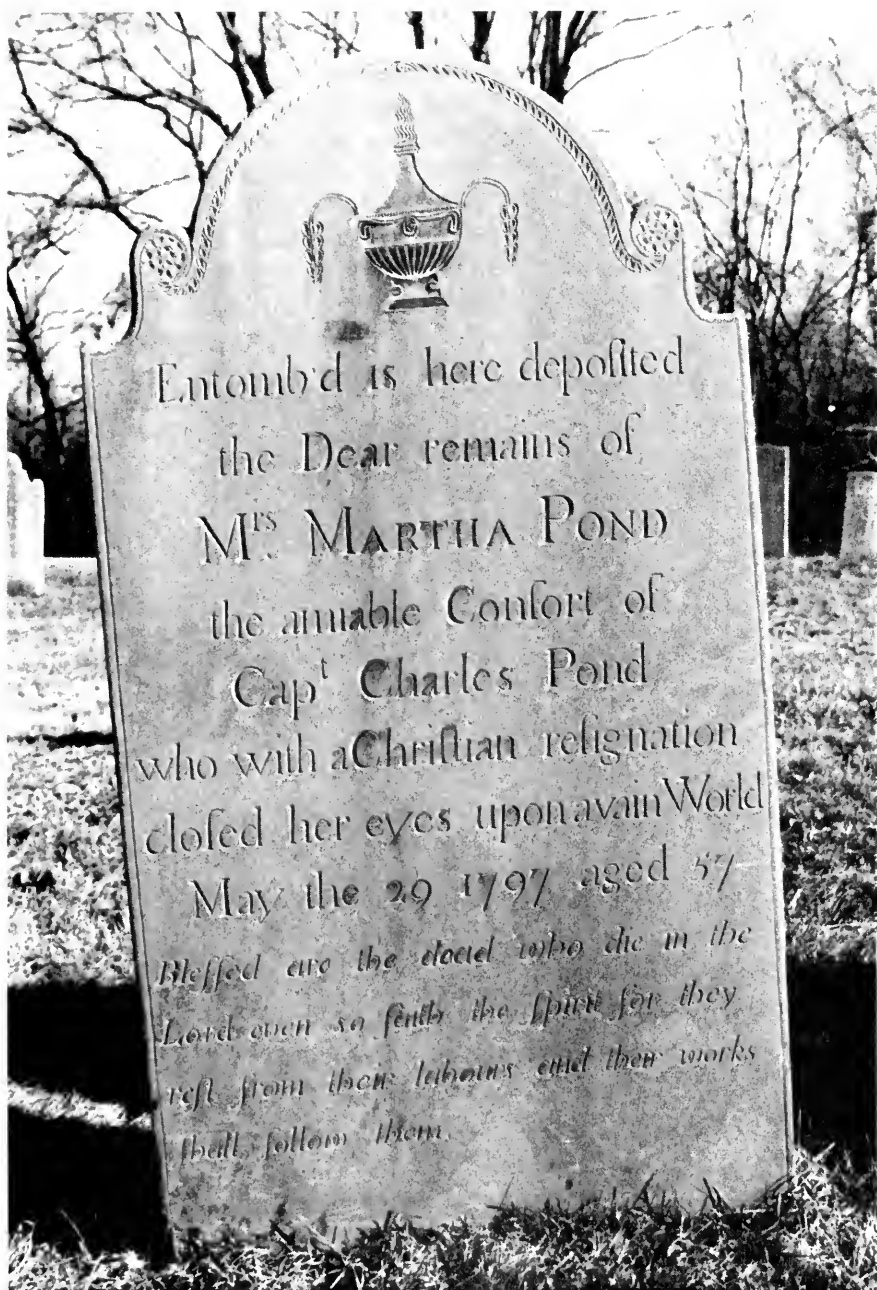 Entomb'd is here depoſited
the Dear remains of
Mrs. MARTHA POND
the amiable Conſort of
Capt Charles Pond
who with a Chriſtian reſignation
cloſed her eyes upon a vain World
May the 29 1797 aged 57
Bleſſed are the dead who die in the
Lord even so ſaith the ſpirit for they
reſt from their labours and their works
ſhall follow them.